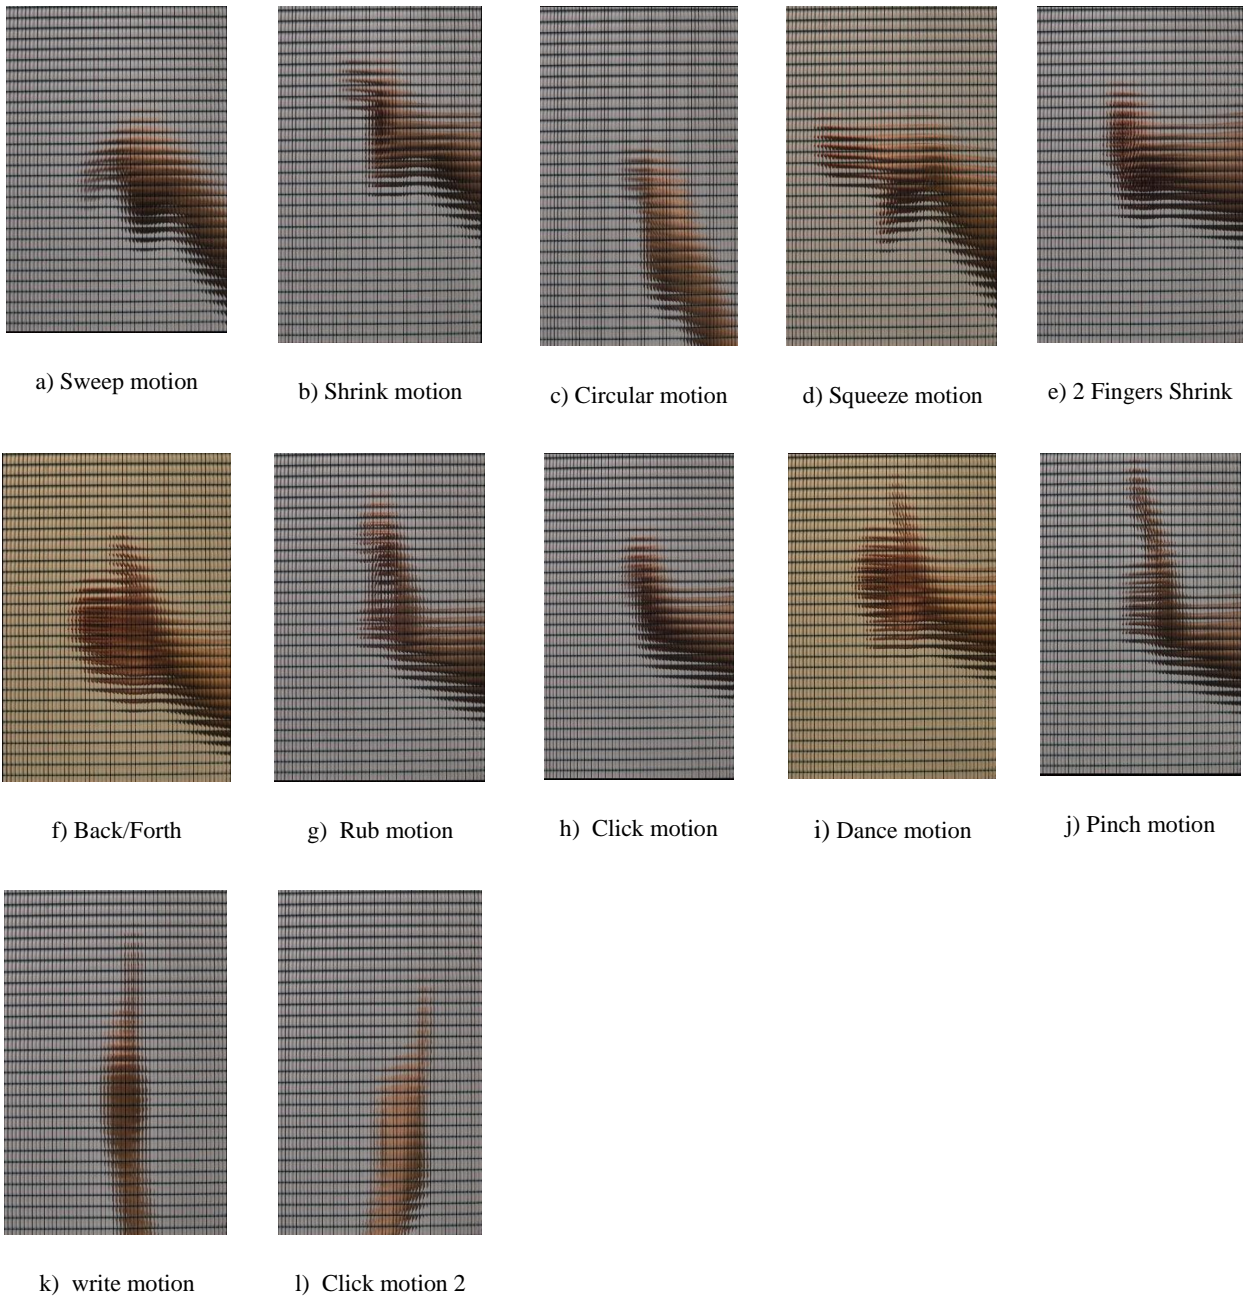 a) Sweep motion
b) Shrink motion
c) Circular motion
d) Squeeze motion
e) 2 Fingers Shrink
f) Back/Forth
g) Rub motion
h) Click motion
i) Dance motion
j) Pinch motion
k) write motion
l) Click motion 2